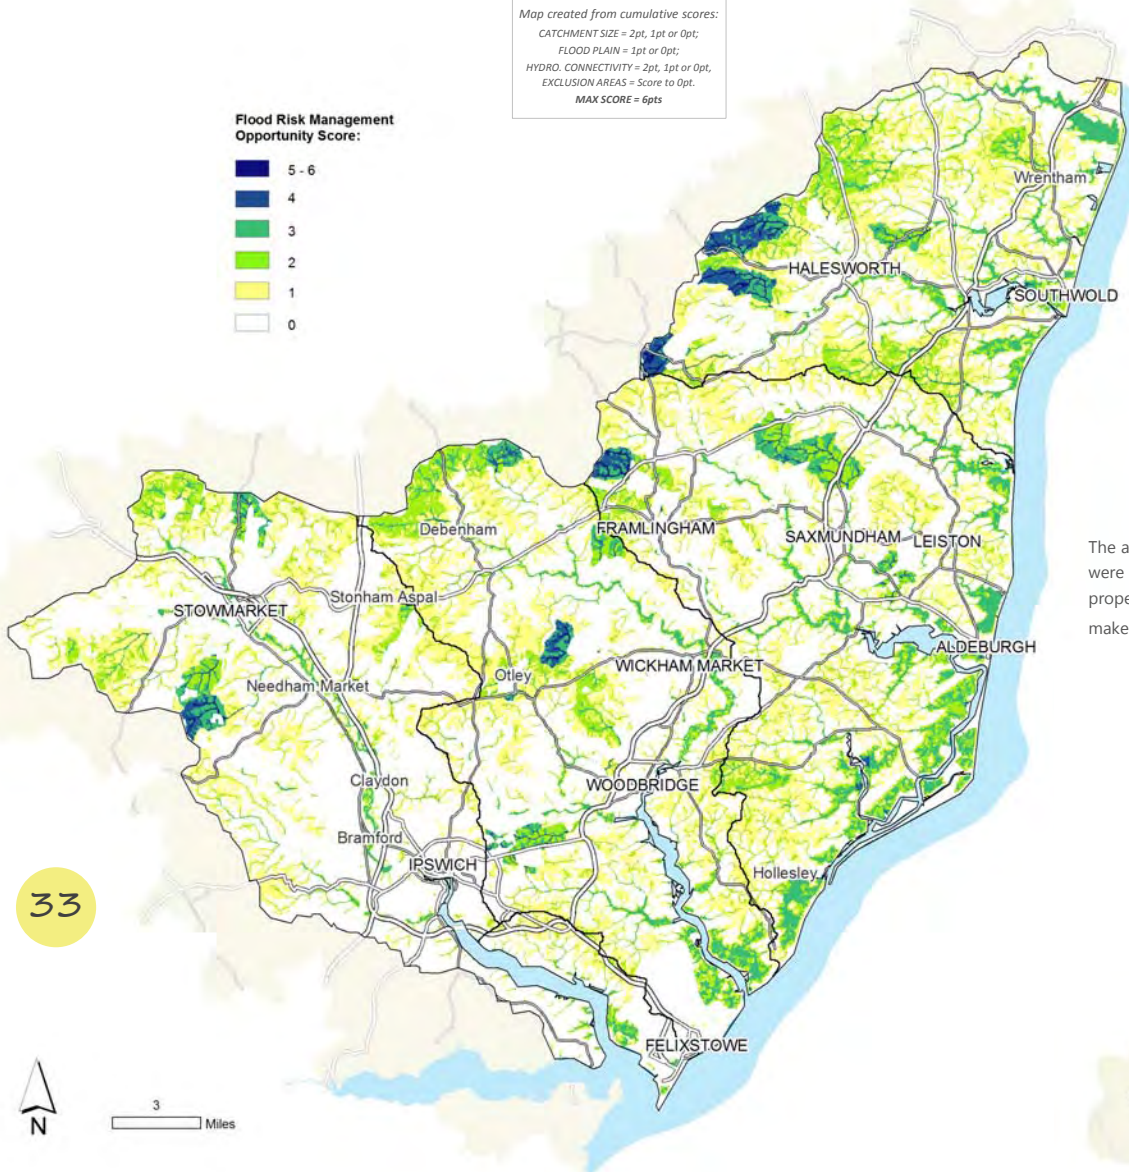 Map created from cumulative scores:
CATCHMENT SIZE = 2pt, 1pt or 0pt;
FLOOD PLAIN = 1pt or 0pt;
HYDRO. CONNECTIVITY = 2pt, 1pt or 0pt,
EXCLUSION AREAS = Score to 0pt.
MAX SCORE = 6pts
Flood Risk Management
Opportunity Score:
5 - 6
4
3
2
1
0
Wrentham
HALESWORTH
SOUTHWOLD
Debenham
FRAMLINGHAM
SAXMUNDHAM
LEISTON
The a
were
prope
make
Stonham Aspal
STOWMARKET
ALDEBURGH
WICKHAM MARKET
Otley
Needham Market
Claydon
WOODBRIDGE
Bramford
IPSWICH
Hollesley
33
FELIXSTOWE
N
3
Miles